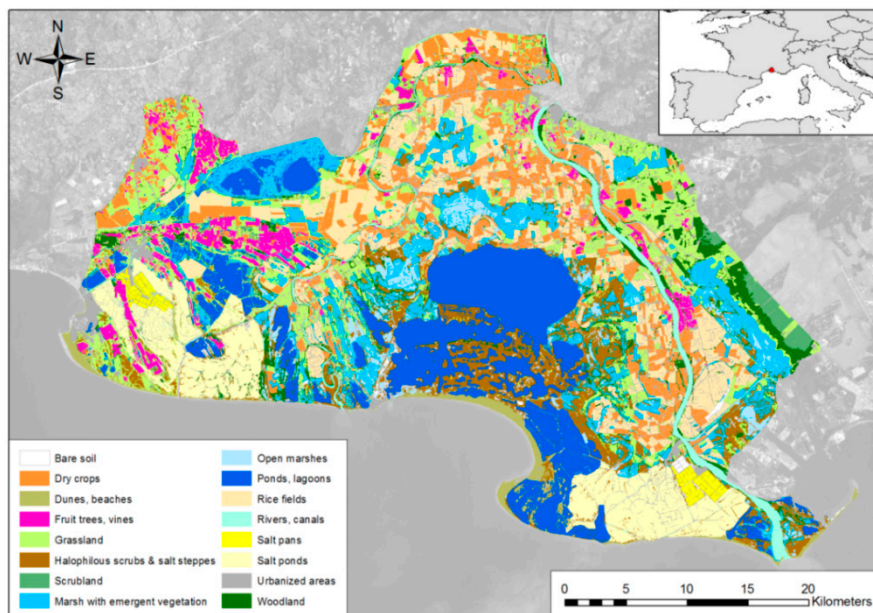 N
W E
S
Bare soil
Dry crops
Dunes, beaches
Fruit trees, vines
Grassland
Halophilous scrubs & salt steppes
Scrubland
Marsh with emergent vegetation
Open marshes
Ponds, lagoons
Rice fields
Rivers, canals
Salt pans
Salt ponds
Urbanized areas
Woodland
0 5 10 15 20
Kilometers